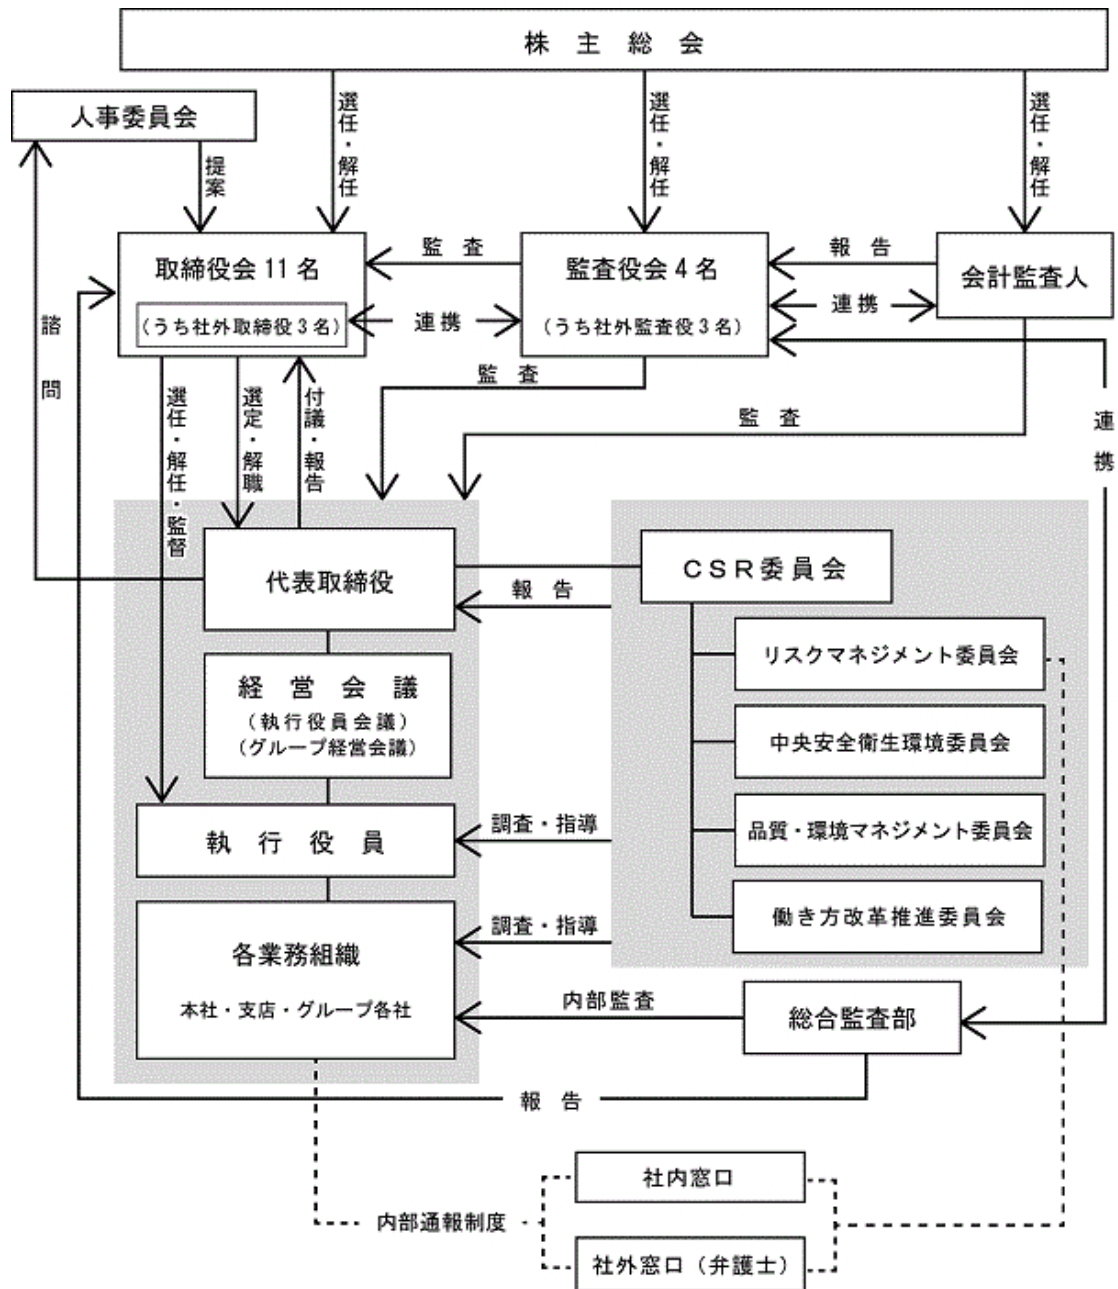 株主総会
人事委員会
選任・解任
選任・解任
選任・解任
提案
取締役会11名
(うち社外取締役3名)
監査
連携
監査役会4名
(うち社外監査役3名)
報告
連携
会計監査人
諮問
監査
監査
連携
選任・解任・監督
選定・解職
付議・報告
代表取締役
報告
CSR委員会
経営会議
(執行役員会議)
(グループ経営会議)
リスクマネジメント委員会
中央安全衛生環境委員会
執行役員
調査・指導
品質・環境マネジメント委員会
各業務組織
本社・支店・グループ各社
調査・指導
働き方改革推進委員会
内部監査
総合監査部
報告
内部通報制度
社内窓口
社外窓口(弁護士)